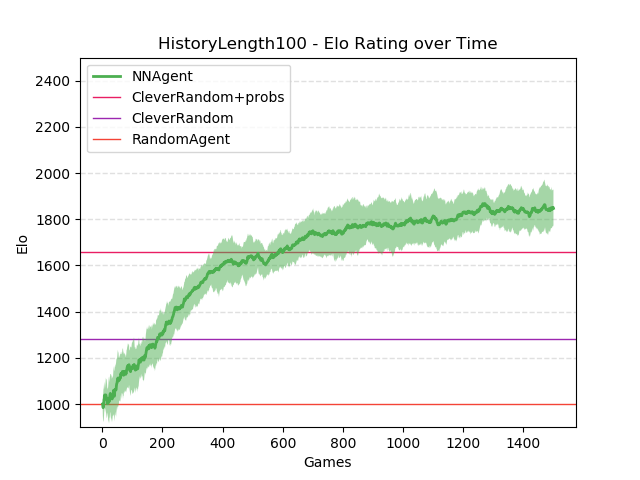 HistoryLength100 - Elo Rating over Time
NNAgent
CleverRandom+probs
CleverRandom
RandomAgent
2400
2200
2000
1800
1600
1400
1200
1000
Elo
0 200 400 600 800 1000 1200 1400
Games